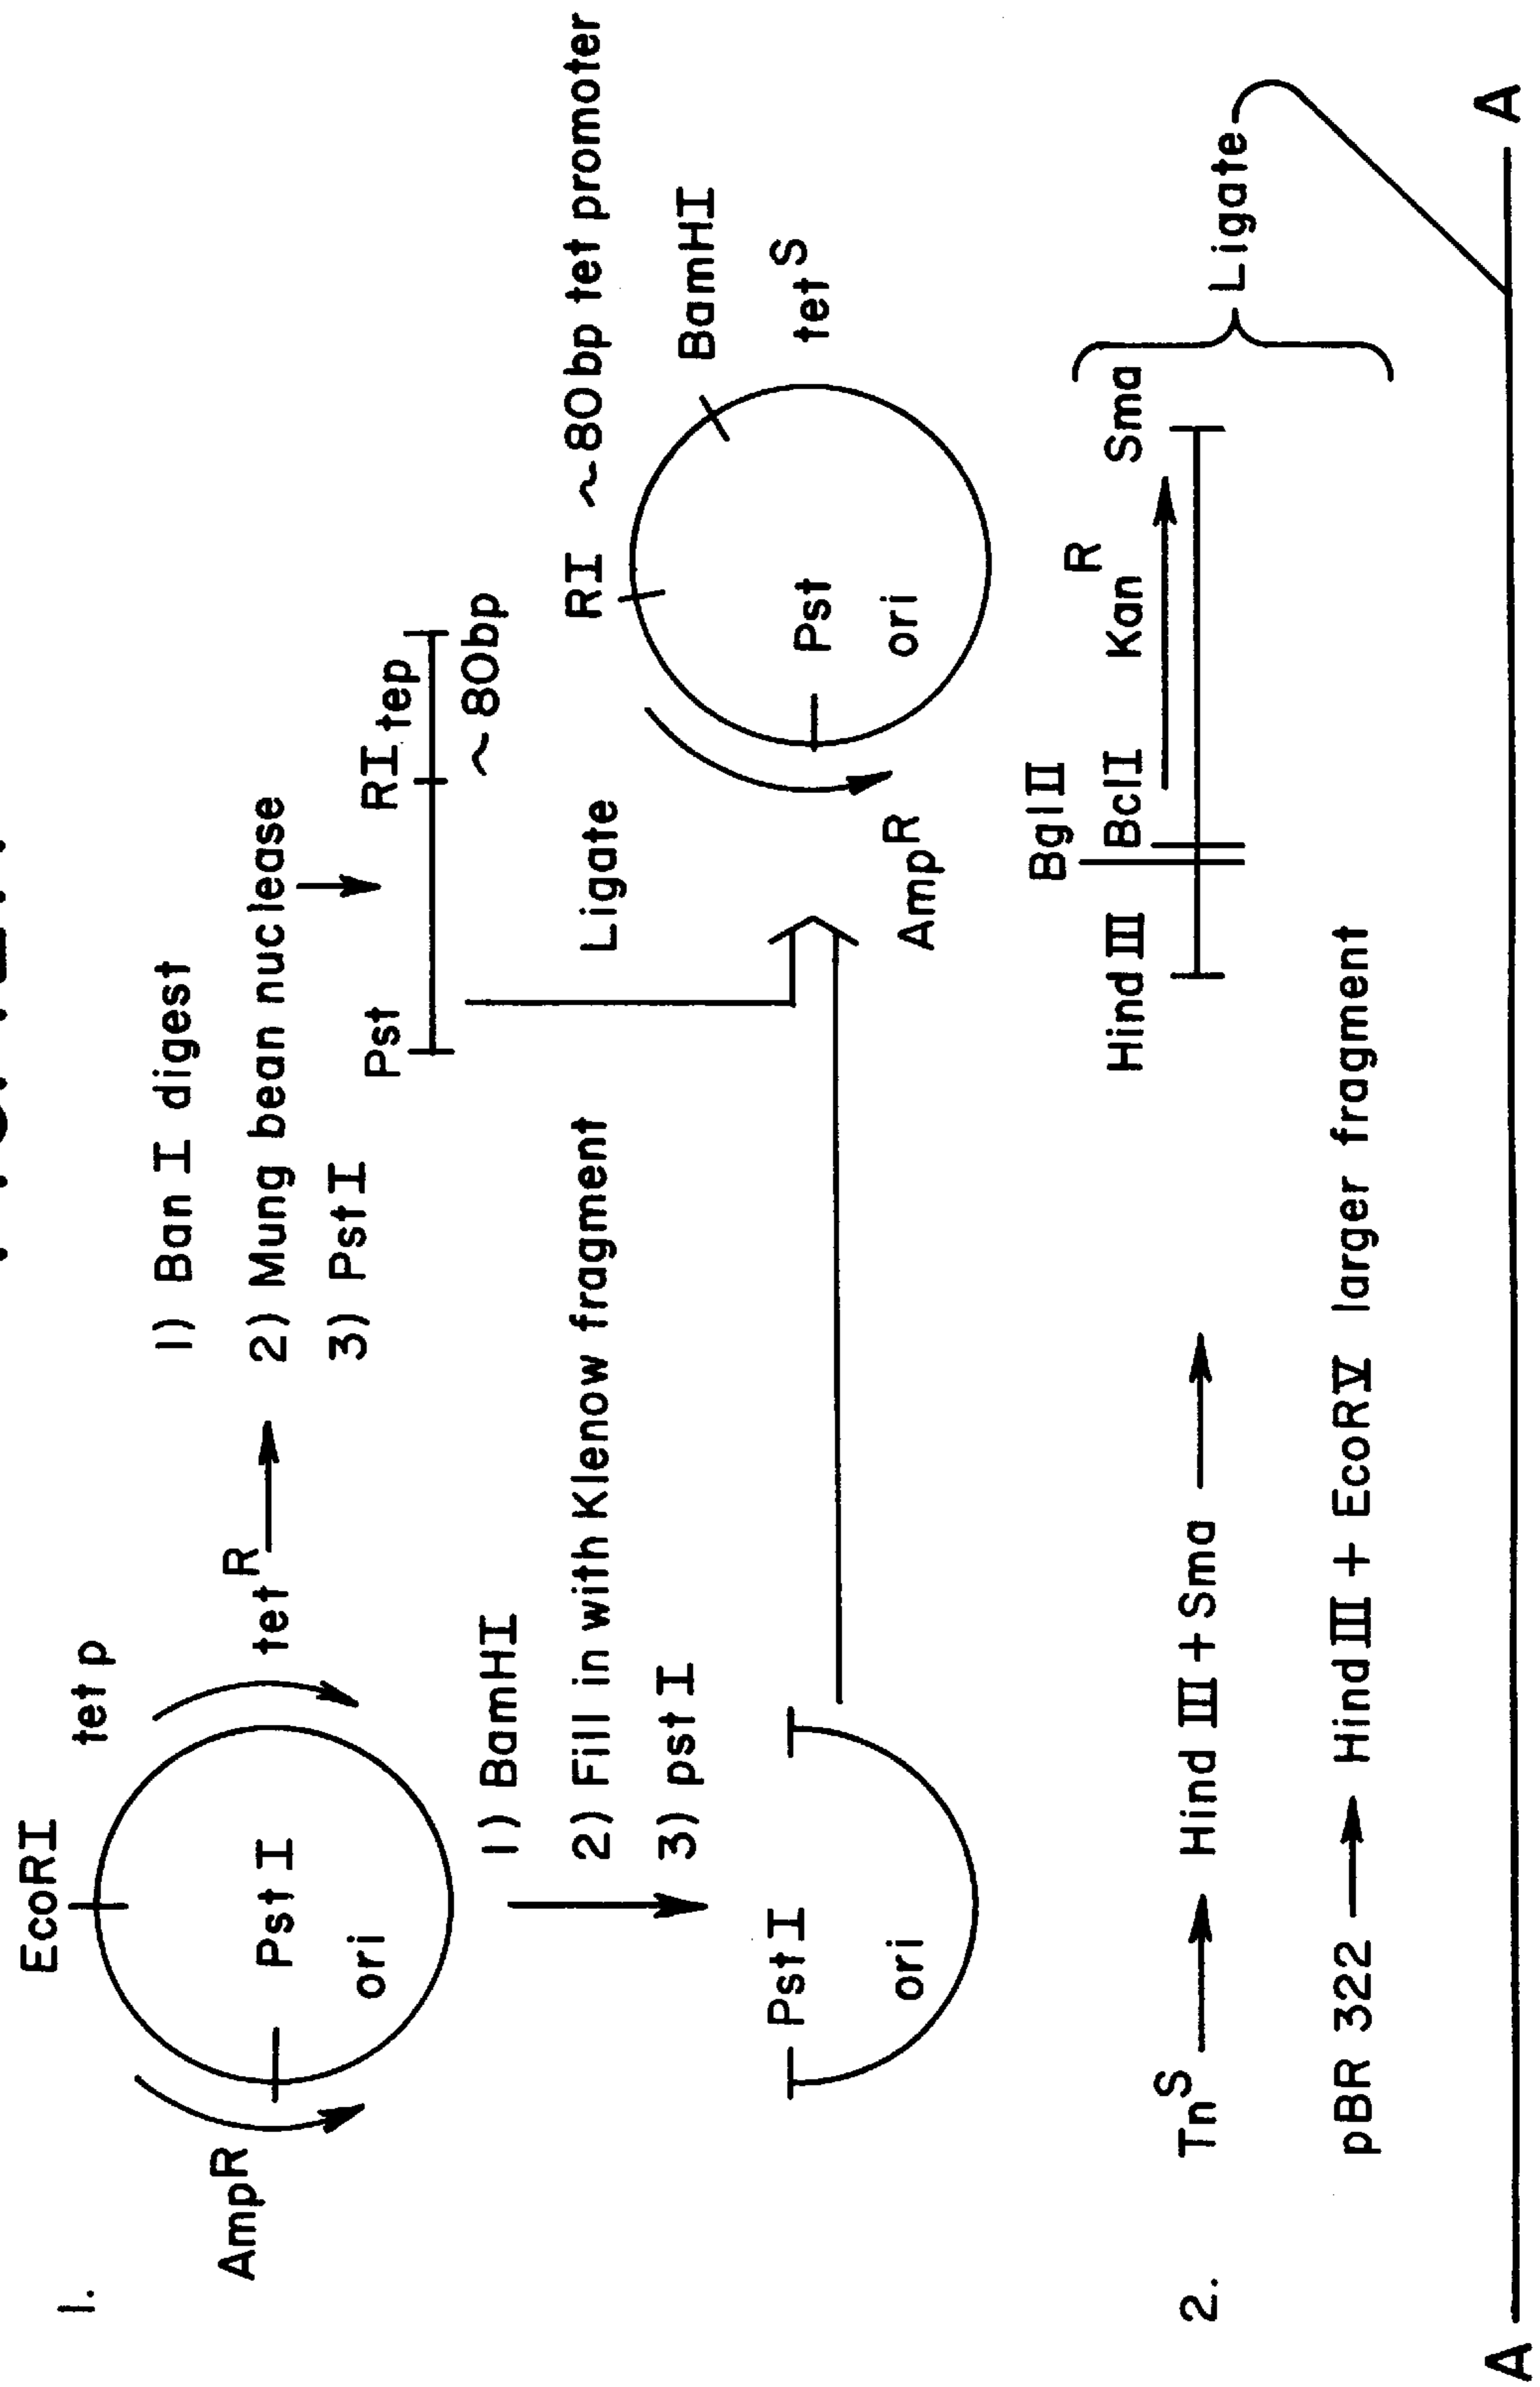 1.
EcoRI
tet p
AmpR
Pst I
ori
tet R
1) Ban I digest
2) Mung bean nuclease
3) Pst I
Pst
RI
tep
~80bp
1) BamHI
2) Fill in with Klenow fragment
3) pst I
Pst I
ori
Ligate
RI ~80bp tet promoter
BamHI
tet S
Pst
ori
Amp R
2.
Tn S
Hind III + Sma
Hind III
Bgl II
Bcl I
Kan R
Sma
Ligate
pBR 322
Hind III + EcoRV larger fragment
A
A